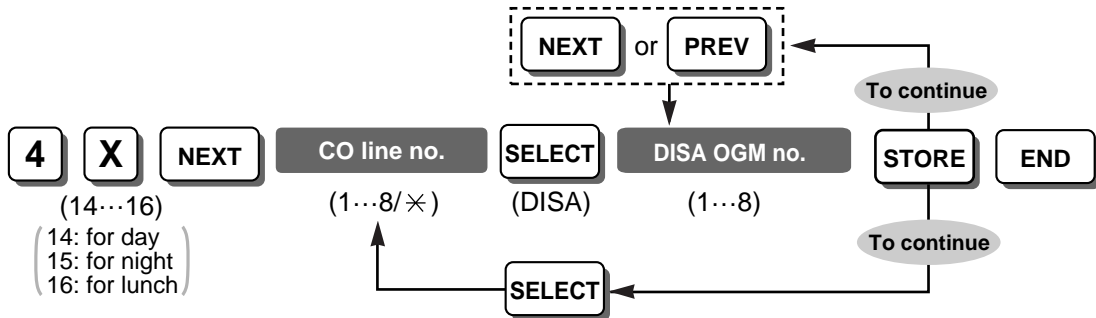 NEXT or PREV
To continue
4 X NEXT CO line no. SELECT DISA OGM no. STORE END
(14···16) (1···8/✳) (DISA) (1···8)
14: for day
15: for night
16: for lunch
To continue
SELECT